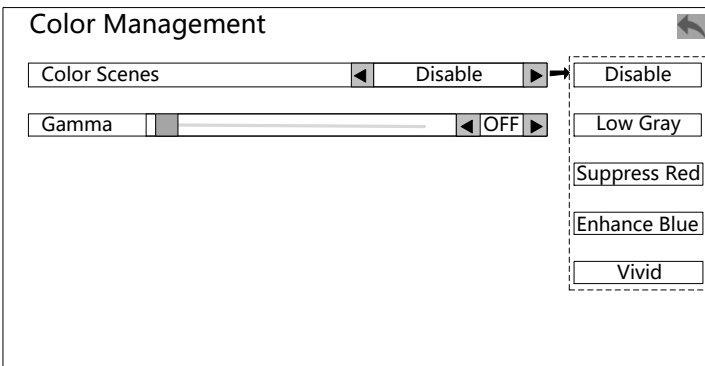 Color Management
Color Scenes Disable Disable
Gamma OFF Low Gray
Suppress Red
Enhance Blue
Vivid